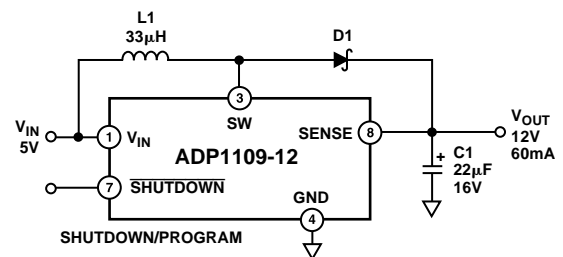 L1
33μH
D1
3
SW
VIN
5V
1
VIN
SENSE
8
VOUT
12V
60mA
ADP1109-12
C1
22μF
16V
+
7
SHUTDOWN
GND
4
SHUTDOWN/PROGRAM